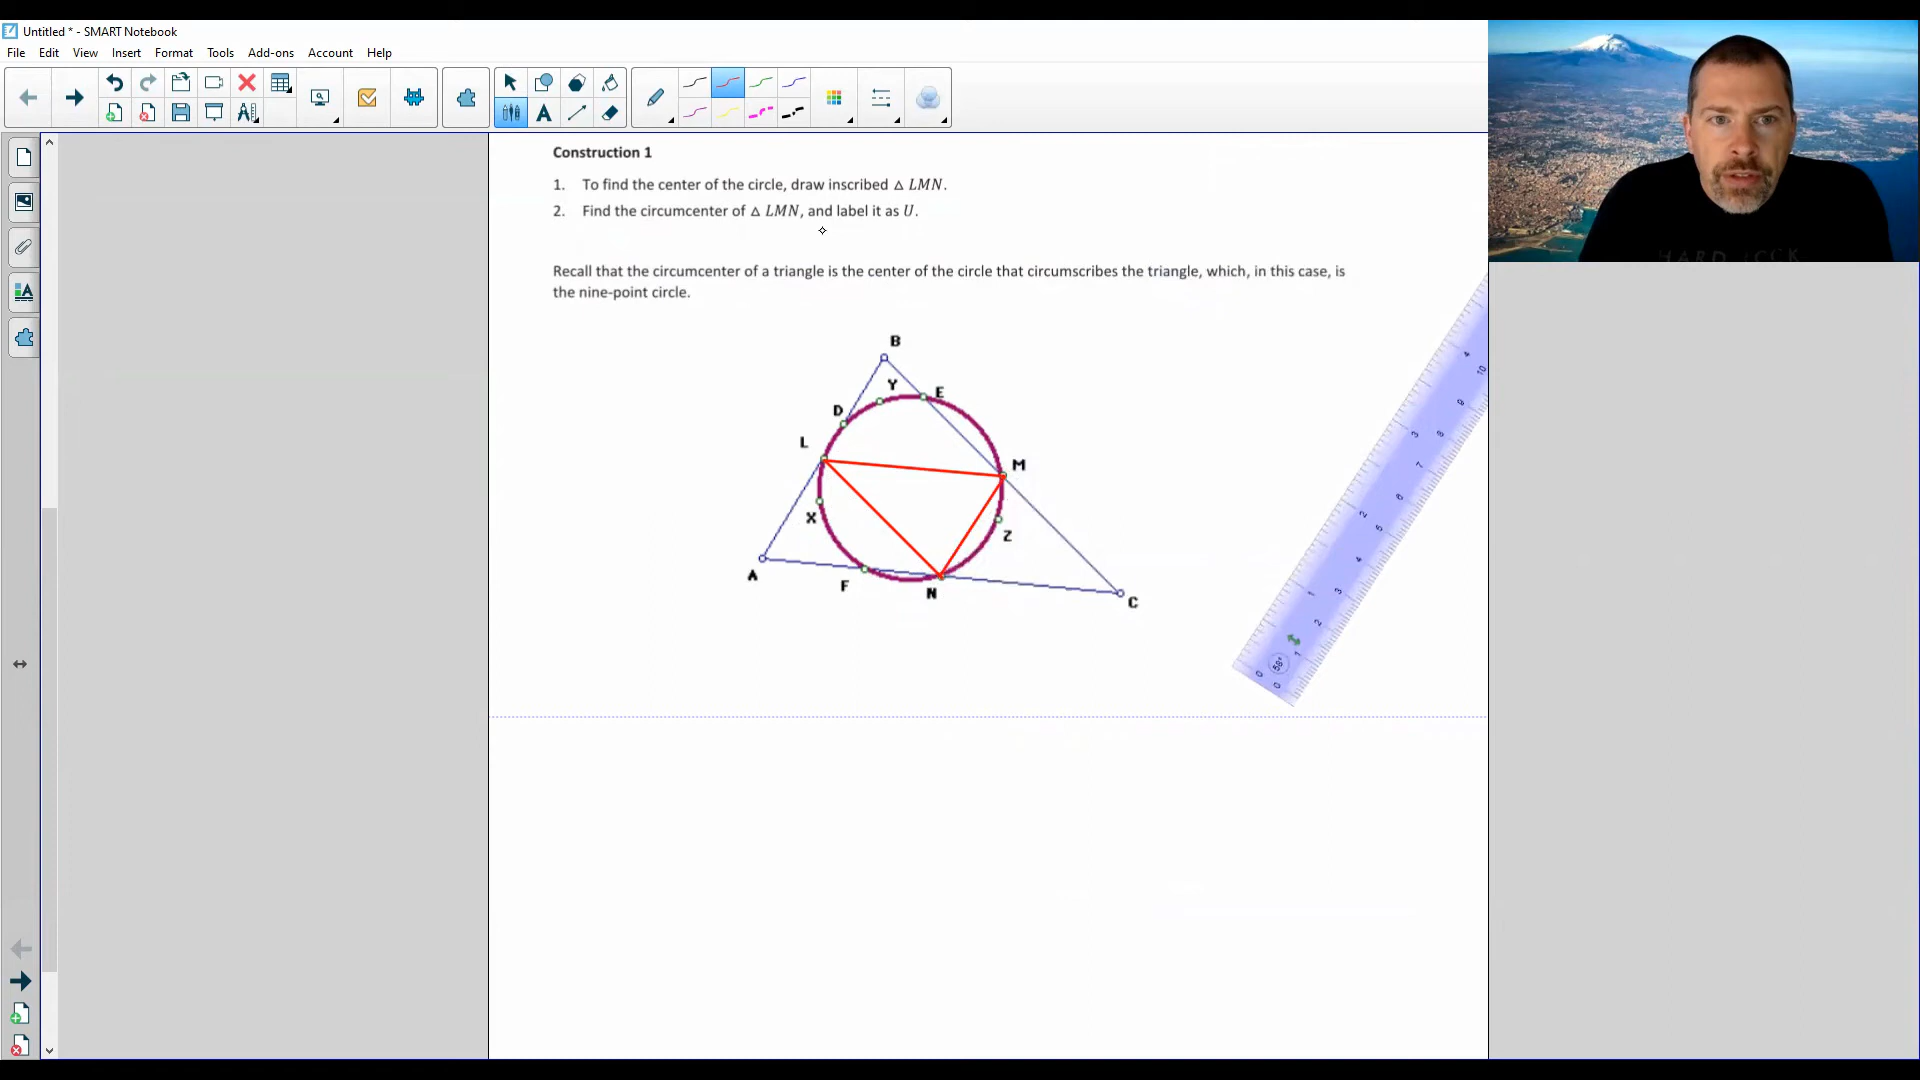 Untitled * - SMART Notebook
File Edit View Insert Format Tools Add-ons Account Help
Construction 1
1. To find the center of the circle, draw inscribed △ LMN.
2. Find the circumcenter of △ LMN, and label it as U.
Recall that the circumcenter of a triangle is the center of the circle that circumscribes the triangle, which, in this case, is
the nine-point circle.
B
Y E
D
L
M
X
Z
A
F
N
C
58°
HARD ROCK